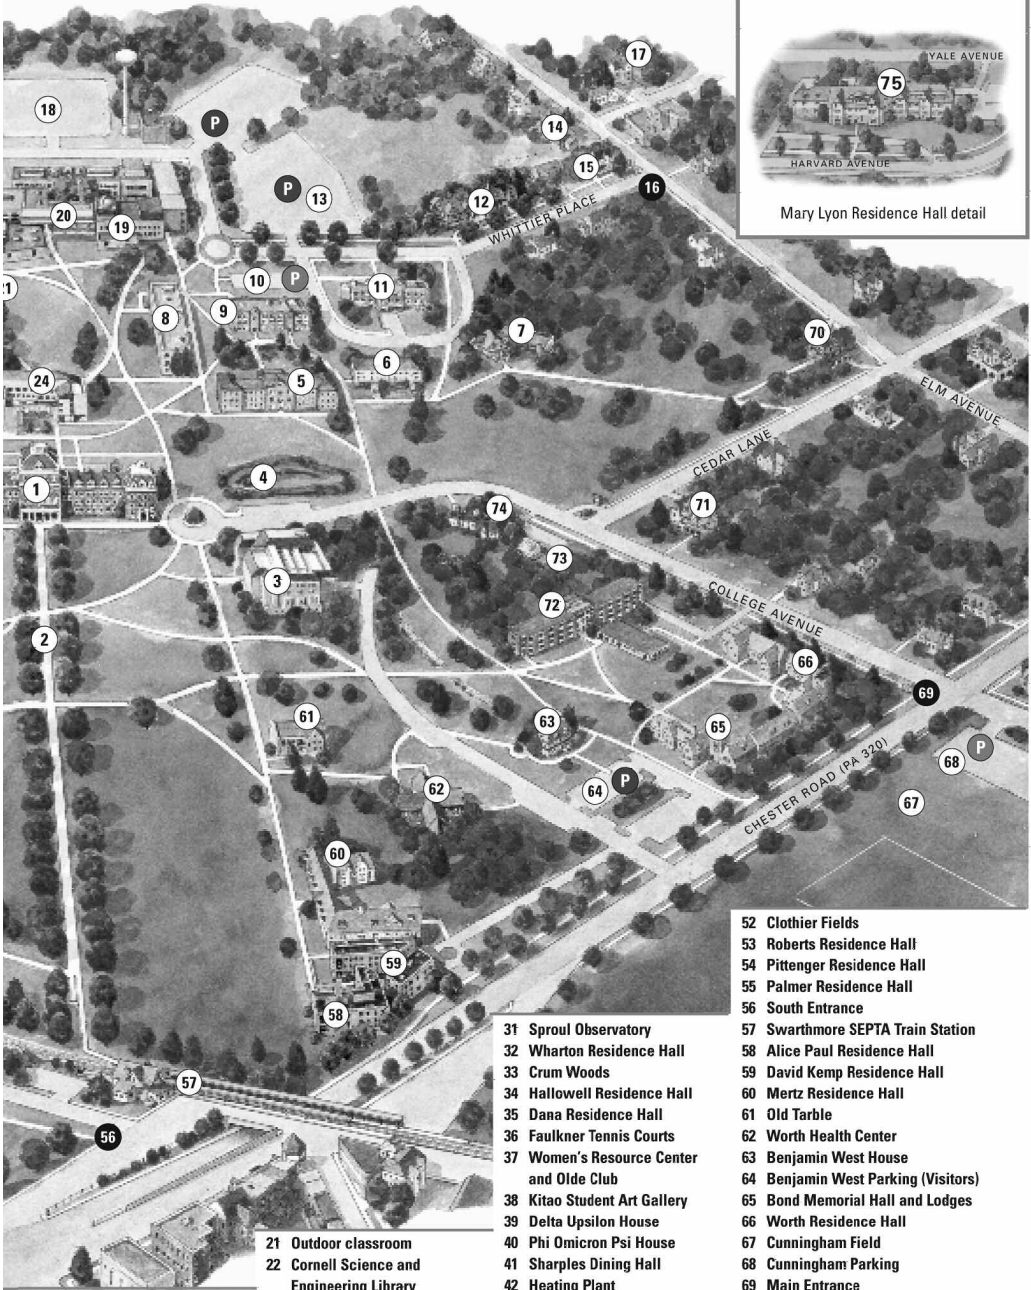 17
75
YALE AVENUE
HARVARD AVENUE
Mary Lyon Residence Hall detail
18
P
14
15
16
P
13
12
WHITTIER PLACE
20
19
21
10
P
11
8
9
7
70
6
24
5
ELM AVENUE
CEDAR LANE
4
1
74
71
73
3
72
COLLEGE AVENUE
2
66
69
61
63
65
P
68
CHESTER ROAD (PA 320)
62
64
P
67
60
59
58
57
56
21 Outdoor classroom
22 Cornell Science and
Engineering Library
31 Sproul Observatory
32 Wharton Residence Hall
33 Crum Woods
34 Hallowell Residence Hall
35 Dana Residence Hall
36 Faulkner Tennis Courts
37 Women's Resource Center
and Olde Club
38 Kitao Student Art Gallery
39 Delta Upsilon House
40 Phi Omicron Psi House
41 Sharples Dining Hall
42 Heating Plant
52 Clothier Fields
53 Roberts Residence Hall
54 Pittenger Residence Hall
55 Palmer Residence Hall
56 South Entrance
57 Swarthmore SEPTA Train Station
58 Alice Paul Residence Hall
59 David Kemp Residence Hall
60 Mertz Residence Hall
61 Old Tarble
62 Worth Health Center
63 Benjamin West House
64 Benjamin West Parking (Visitors)
65 Bond Memorial Hall and Lodges
66 Worth Residence Hall
67 Cunningham Field
68 Cunningham Parking
69 Main Entrance